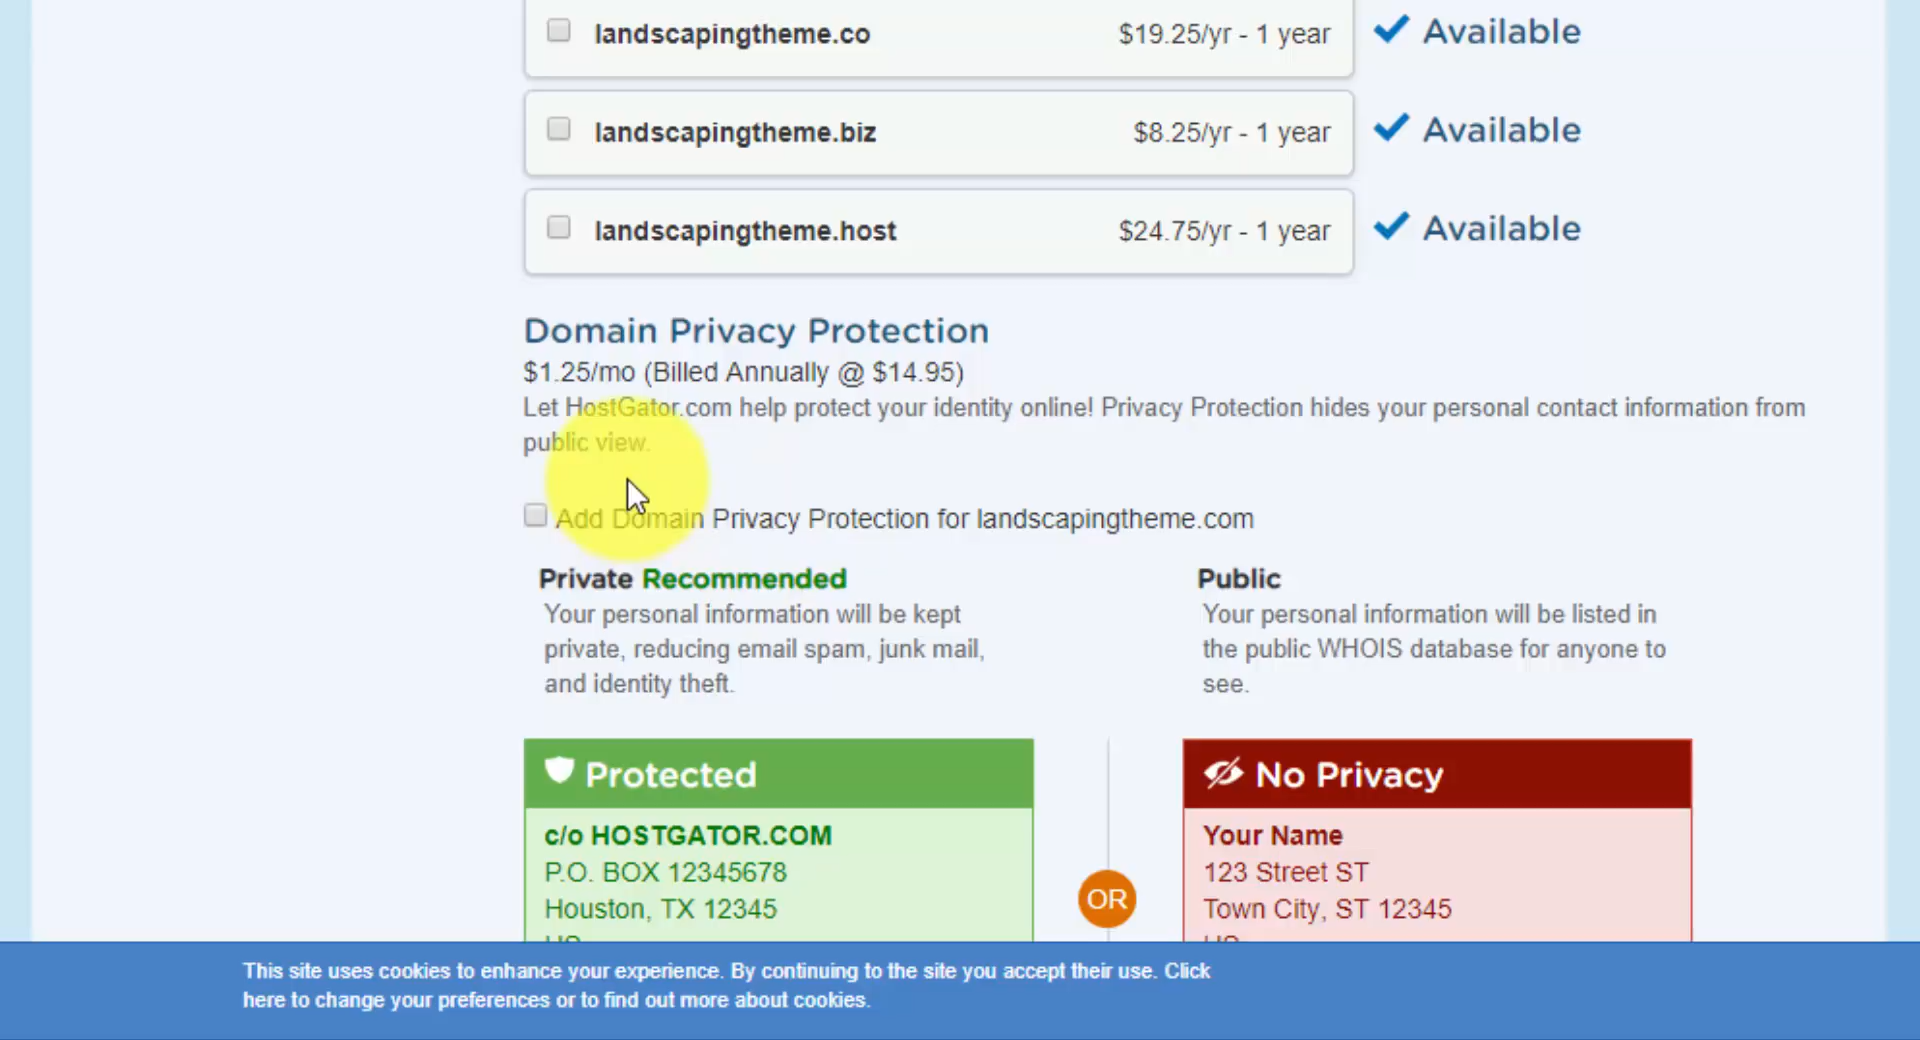 landscapingtheme.co $19.25/yr - 1 year Available
landscapingtheme.biz $8.25/yr - 1 year Available
landscapingtheme.host $24.75/yr - 1 year Available
Domain Privacy Protection
$1.25/mo (Billed Annually @ $14.95)
Let HostGator.com help protect your identity online! Privacy Protection hides your personal contact information from
public view.
Add Domain Privacy Protection for landscapingtheme.com
Private Recommended
Your personal information will be kept
private, reducing email spam, junk mail,
and identity theft.
Public
Your personal information will be listed in
the public WHOIS database for anyone to
see.
Protected
c/o HOSTGATOR.COM
P.O. BOX 12345678
Houston, TX 12345
OR
No Privacy
Your Name
123 Street ST
Town City, ST 12345
This site uses cookies to enhance your experience. By continuing to the site you accept their use. Click
here to change your preferences or to find out more about cookies.